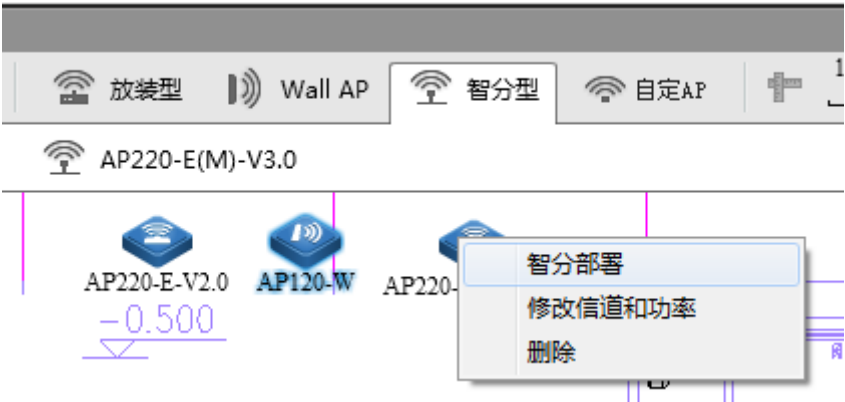 放装型 Wall AP 智分型 自定AP 1
AP220-E(M)-V3.0
AP220-E-V2.0 AP120-W AP220-
-0.500
智分部署
修改信道和功率
删除